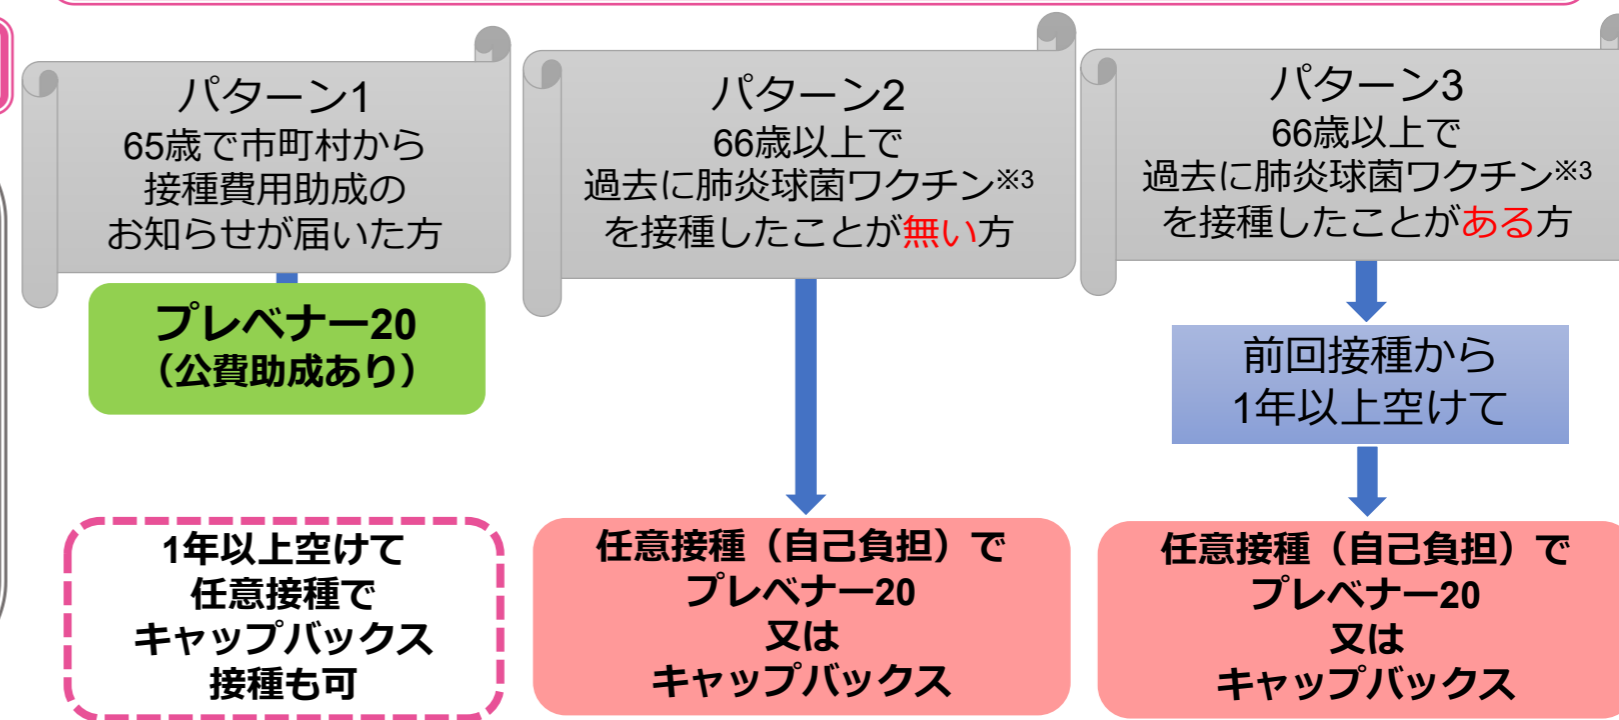 パターン1
65歳で市町村から
接種費用助成の
お知らせが届いた方
プレベナー20
（公費助成あり）
1年以上空けて
任意接種で
キャップバックス
接種も可
パターン2
66歳以上で
過去に肺炎球菌ワクチン※3
を接種したことが無い方
任意接種（自己負担）で
プレベナー20
又は
キャップバックス
パターン3
66歳以上で
過去に肺炎球菌ワクチン※3
を接種したことがある方
前回接種から
1年以上空けて
任意接種（自己負担）で
プレベナー20
又は
キャップバックス